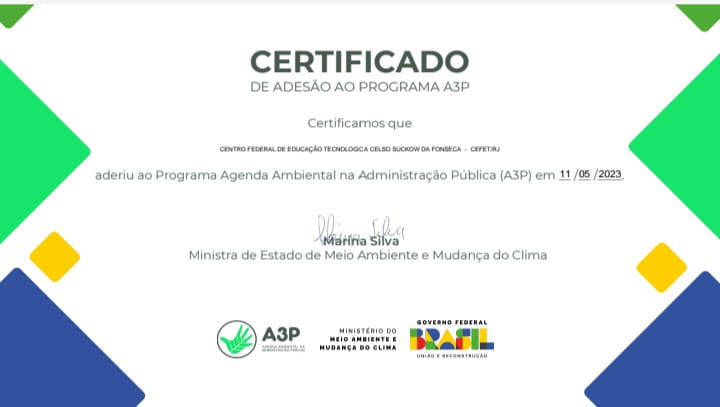 CERTIFICADO
DE ADESÃO AO PROGRAMA A3P
Certificamos que
CENTRO FEDERAL DE EDUCAÇÃO TECNOLOGICA CELSO SUCKOW DA FONSECA - CEFET/RJ
aderiu ao Programa Agenda Ambiental na Administração Pública (A3P) em 11 /05 /2023.
Marina Silva
Marina Silva
Ministra de Estado de Meio Ambiente e Mudança do Clima
A3P
AGENDA AMBIENTAL NA
ADMINISTRAÇÃO PÚBLICA
MINISTÉRIO DO
MEIO AMBIENTE E
MUDANÇA DO CLIMA
GOVERNO FEDERAL
BRASIL
UNIÃO E RECONSTRUÇÃO